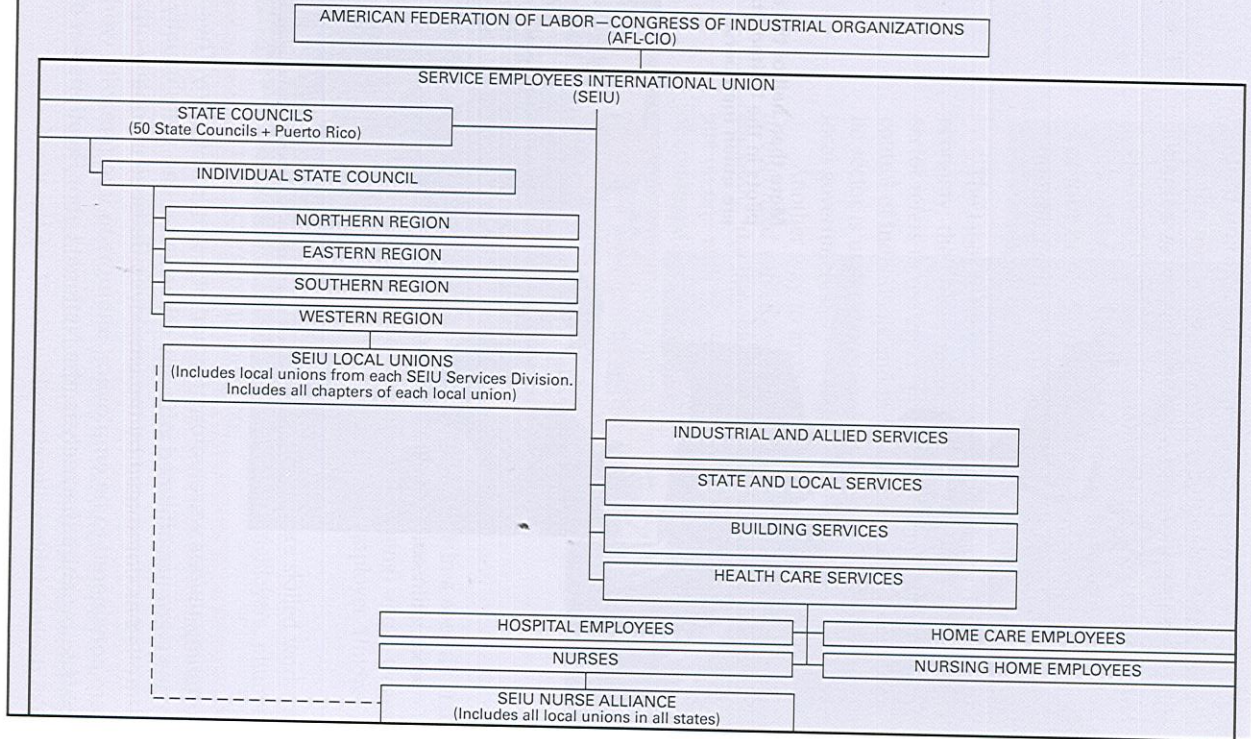 AMERICAN FEDERATION OF LABOR—CONGRESS OF INDUSTRIAL ORGANIZATIONS
(AFL-CIO)
SERVICE EMPLOYEES INTERNATIONAL UNION
(SEIU)
STATE COUNCILS
(50 State Councils + Puerto Rico)
INDIVIDUAL STATE COUNCIL
NORTHERN REGION
EASTERN REGION
SOUTHERN REGION
WESTERN REGION
SEIU LOCAL UNIONS
(Includes local unions from each SEIU Services Division.
Includes all chapters of each local union)
INDUSTRIAL AND ALLIED SERVICES
STATE AND LOCAL SERVICES
BUILDING SERVICES
HEALTH CARE SERVICES
HOSPITAL EMPLOYEES
HOME CARE EMPLOYEES
NURSES
NURSING HOME EMPLOYEES
SEIU NURSE ALLIANCE
(Includes all local unions in all states)